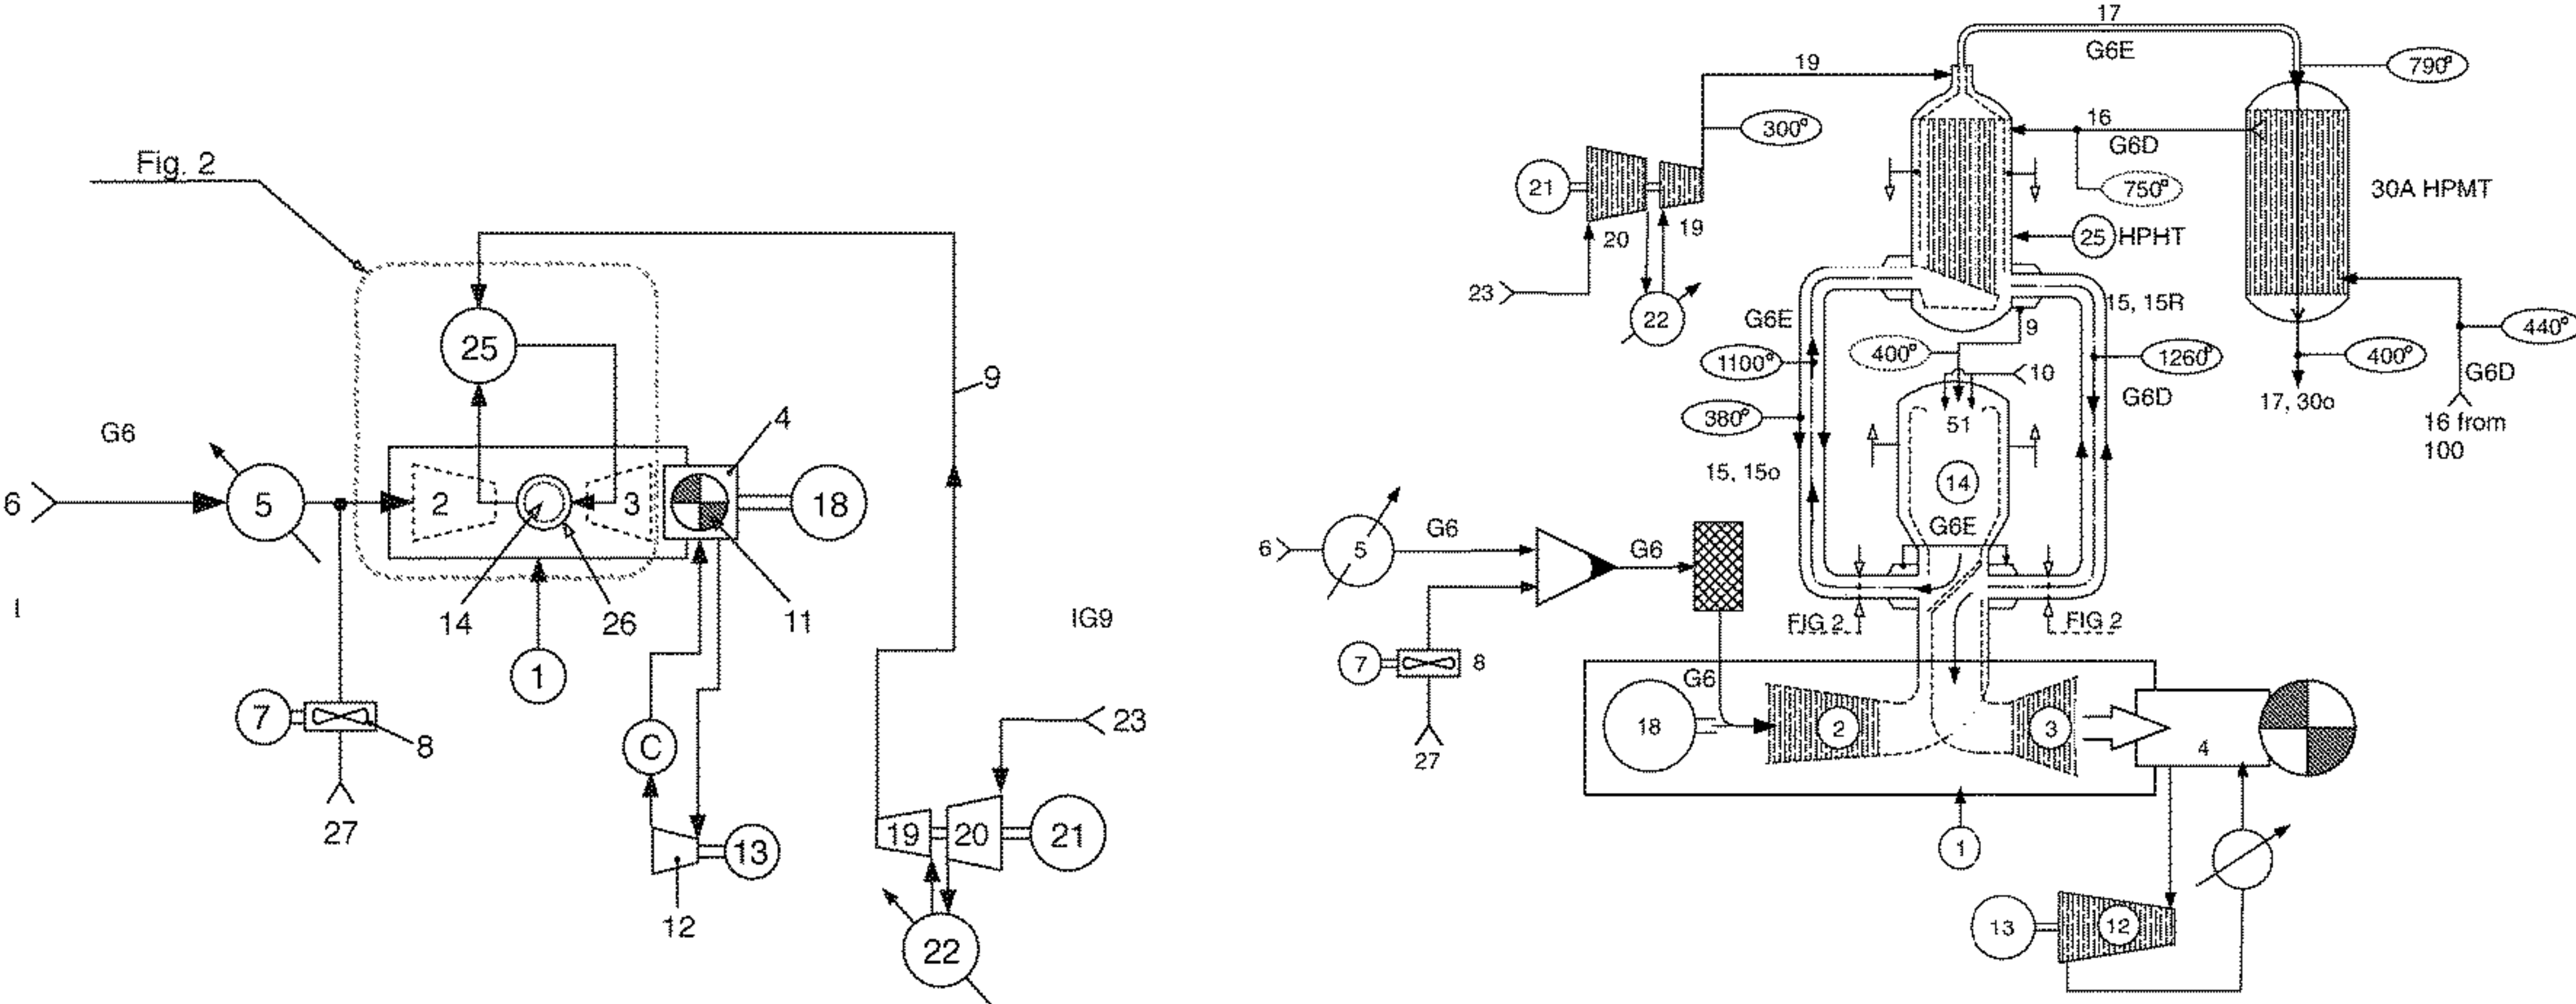 Fig. 2
25
9
G6
4
6
5
2
3
18
14
26
11
1
IG9
7
8
C
23
27
19
20
21
13
12
22
17
G6E
790°
19
300°
16
G6D
750°
30A HPMT
21
20
19
25
HPHT
23
22
15, 15R
G6E
9
440°
1100°
400°
1260°
400°
10
G6D
G6D
380°
17, 30o
16 from
100
51
15, 15o
14
G6E
6
5
G6
G6
FIG 2
FIG 2
7
8
G6
18
2
3
4
27
1
13
12